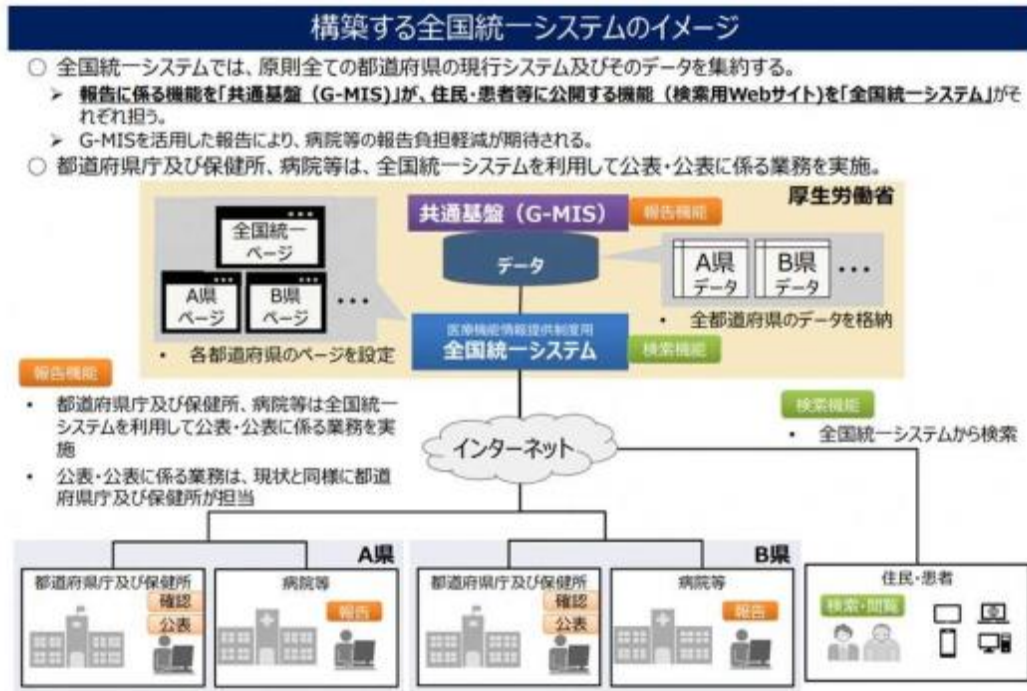 構築する全国統一システムのイメージ
○ 全国統一システムでは、原則全ての都道府県の現行システム及びそのデータを集約する。
➢ 報告に係る機能を「共通基盤（G-MIS）」が、住民・患者等に公開する機能（検索用Webサイト）を「全国統一システム」がそ
れぞれ担う。
➢ G-MISを活用した報告により、病院等の報告負担軽減が期待される。
○ 都道府県庁及び保健所、病院等は、全国統一システムを利用して公表・公表に係る業務を実施。
厚生労働省
共通基盤（G-MIS）
報告機能
データ
全国統一
ページ
A県
ページ
B県
ページ
•••
• 各都道府県のページを設定
A県
データ
B県
データ
•••
• 全都道府県のデータを格納
医療機能情報提供制度用
全国統一システム
検索機能
報告機能
• 都道府県庁及び保健所、病院等は全国統一
システムを利用して公表・公表に係る業務を実
施
• 公表・公表に係る業務は、現状と同様に都道
府県庁及び保健所が担当
インターネット
検索機能
• 全国統一システムから検索
A県
都道府県庁及び保健所
確認
公表
病院等
報告
B県
都道府県庁及び保健所
確認
公表
病院等
報告
住民・患者
検索・閲覧